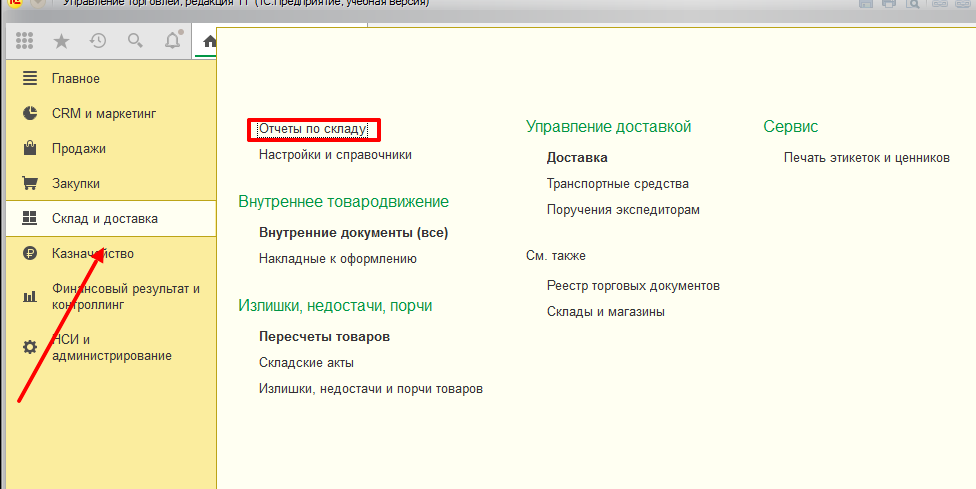 Управление торговлей, редакция 11 (1С:Предприятие, учебная версия)
Главное
CRM и маркетинг
Продажи
Закупки
Склад и доставка
Казначейство
Финансовый результат и
контроллинг
НСИ и
администрирование
Отчеты по складу
Настройки и справочники
Внутреннее товародвижение
Внутренние документы (все)
Накладные к оформлению
Излишки, недостачи, порчи
Пересчеты товаров
Складские акты
Излишки, недостачи и порчи товаров
Управление доставкой
Доставка
Транспортные средства
Поручения экспедиторам
См. также
Реестр торговых документов
Склады и магазины
Сервис
Печать этикеток и ценников